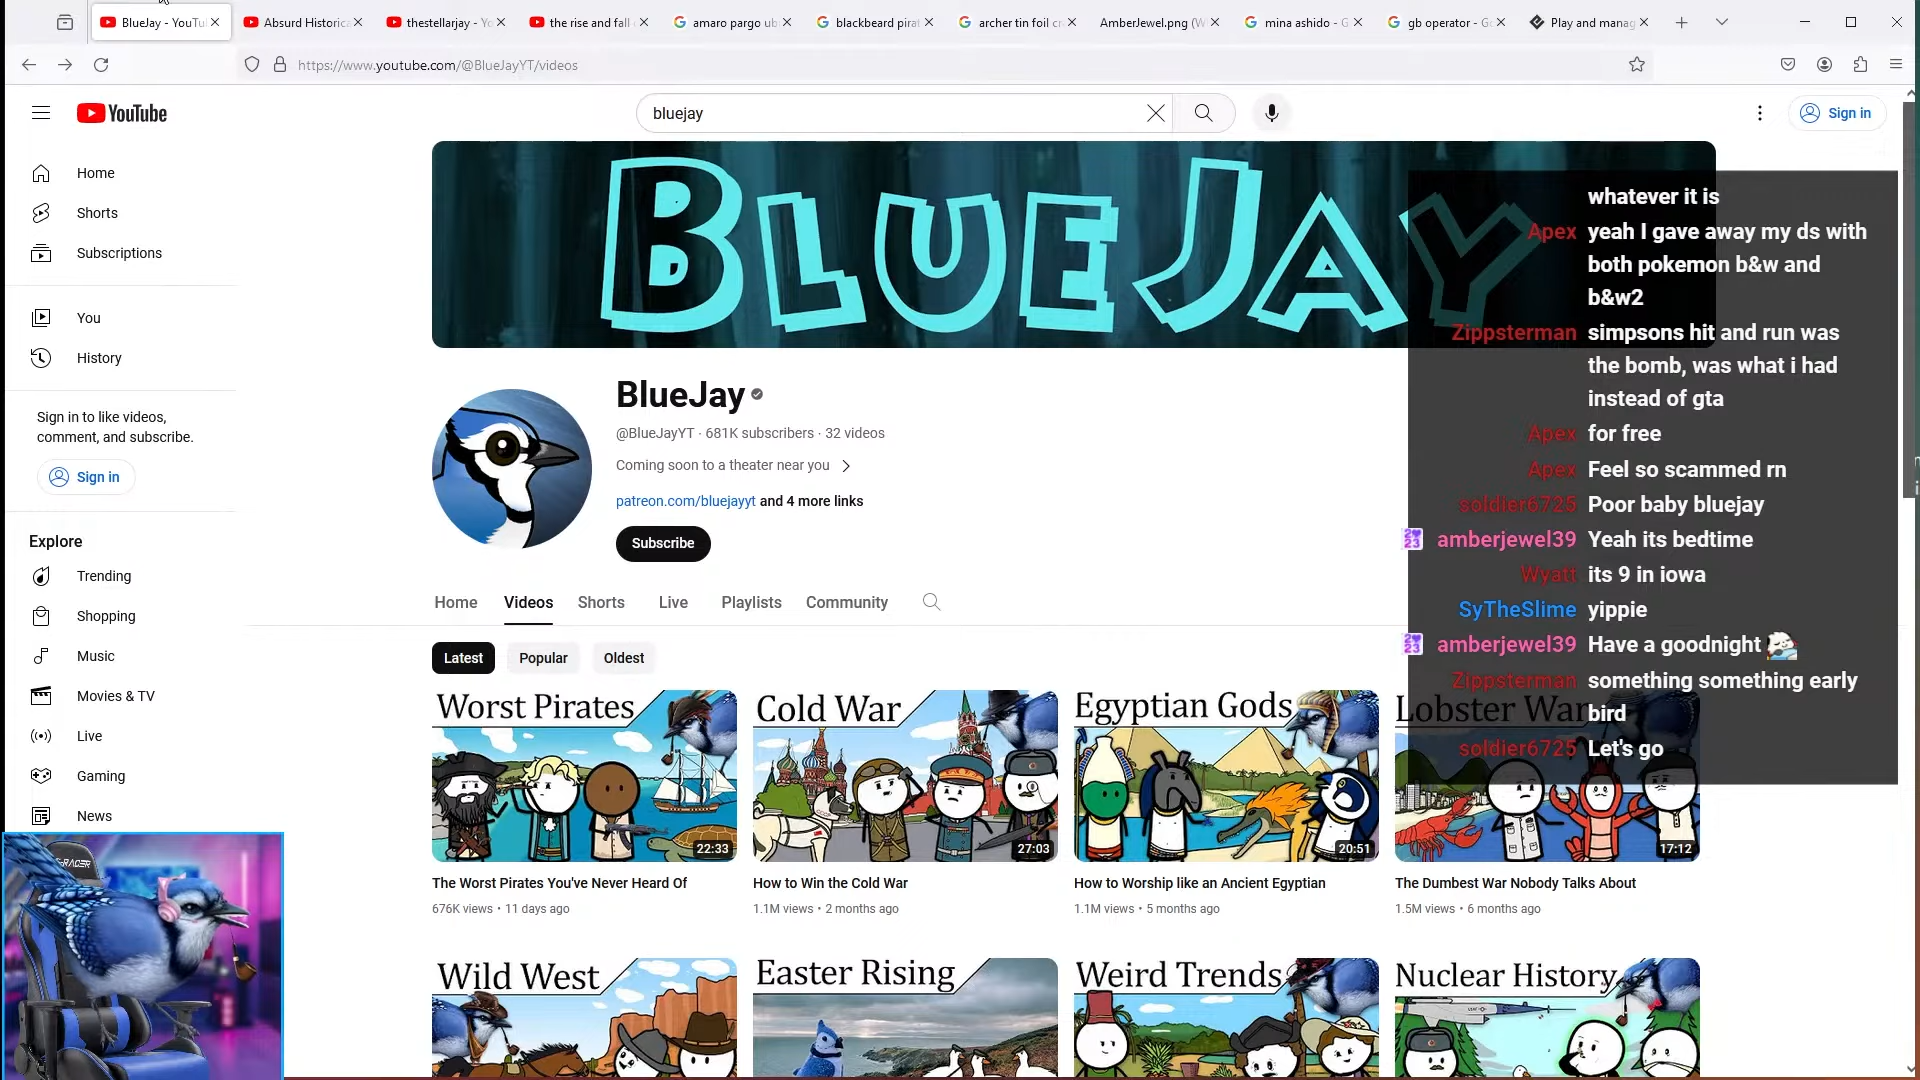 BlueJay - YouTu
Absurd Historica
thestellarjay - Yo
the rise and fall
amaro pargo ub
blackbeard pirat
archer tin foil cr
AmberJewel.png (W
mina ashido - G
gb operator - Go
Play and manag
https://www.youtube.com/@BlueJayYT/videos
YouTube
bluejay
Sign in
Home
Shorts
Subscriptions
You
History
Sign in to like videos,
comment, and subscribe.
Sign in
Explore
Trending
Shopping
Music
Movies & TV
Live
Gaming
News
BLUEJAY
BlueJay
@BlueJayYT · 681K subscribers · 32 videos
Coming soon to a theater near you
patreon.com/bluejayyt and 4 more links
Subscribe
Home Videos Shorts Live Playlists Community
Latest Popular Oldest
Worst Pirates
22:33
The Worst Pirates You've Never Heard Of
676K views • 11 days ago
Cold War
27:03
How to Win the Cold War
1.1M views • 2 months ago
Egyptian Gods
20:51
How to Worship like an Ancient Egyptian
1.1M views • 5 months ago
Lobster War
17:12
The Dumbest War Nobody Talks About
1.5M views • 6 months ago
Wild West
Easter Rising
Weird Trends
Nuclear History
whatever it is
Apex yeah I gave away my ds with
both pokemon b&w and
b&w2
Zippsterman simpsons hit and run was
the bomb, was what i had
instead of gta
Apex for free
Apex Feel so scammed rn
soldier6725 Poor baby bluejay
amberjewel39 Yeah its bedtime
Wyatt its 9 in iowa
SyTheSlime yippie
amberjewel39 Have a goodnight
Zippsterman something something early
bird
soldier6725 Let's go